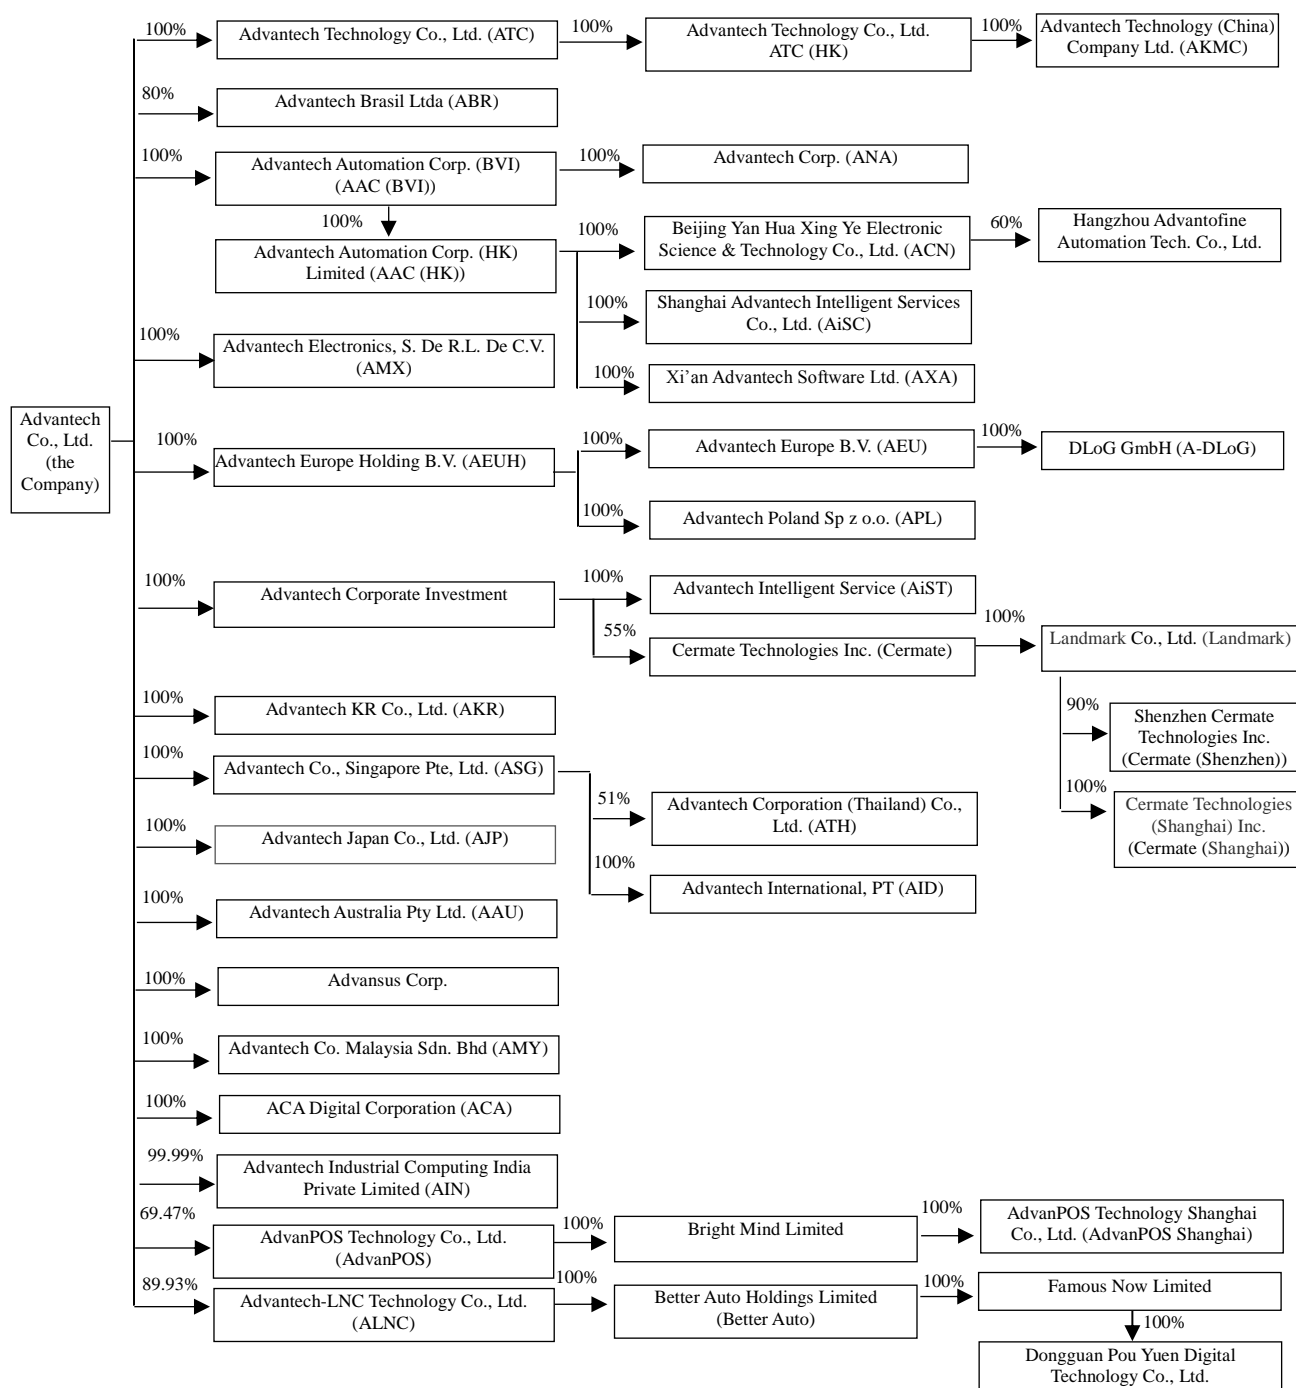 100%
Advantech Technology Co., Ltd. (ATC)
100%
Advantech Technology Co., Ltd.
ATC (HK)
100%
Advantech Technology (China)
Company Ltd. (AKMC)
80%
Advantech Brasil Ltda (ABR)
100%
Advantech Automation Corp. (BVI)
(AAC (BVI))
100%
Advantech Corp. (ANA)
100%
Advantech Automation Corp. (HK)
Limited (AAC (HK))
100%
Beijing Yan Hua Xing Ye Electronic
Science & Technology Co., Ltd. (ACN)
60%
Hangzhou Advantofine
Automation Tech. Co., Ltd.
100%
Shanghai Advantech Intelligent Services
Co., Ltd. (AiSC)
100%
Advantech Electronics, S. De R.L. De C.V.
(AMX)
100%
Xi’an Advantech Software Ltd. (AXA)
Advantech
Co., Ltd.
(the
Company)
100%
Advantech Europe Holding B.V. (AEUH)
100%
Advantech Europe B.V. (AEU)
100%
DLoG GmbH (A-DLoG)
100%
Advantech Poland Sp z o.o. (APL)
100%
Advantech Corporate Investment
100%
Advantech Intelligent Service (AiST)
55%
Cermate Technologies Inc. (Cermate)
100%
Landmark Co., Ltd. (Landmark)
90%
Shenzhen Cermate
Technologies Inc.
(Cermate (Shenzhen))
100%
Cermate Technologies
(Shanghai) Inc.
(Cermate (Shanghai))
100%
Advantech KR Co., Ltd. (AKR)
100%
Advantech Co., Singapore Pte, Ltd. (ASG)
51%
Advantech Corporation (Thailand) Co.,
Ltd. (ATH)
100%
Advantech International, PT (AID)
100%
Advantech Japan Co., Ltd. (AJP)
100%
Advantech Australia Pty Ltd. (AAU)
100%
Advansus Corp.
100%
Advantech Co. Malaysia Sdn. Bhd (AMY)
100%
ACA Digital Corporation (ACA)
99.99%
Advantech Industrial Computing India
Private Limited (AIN)
69.47%
AdvanPOS Technology Co., Ltd.
(AdvanPOS)
100%
Bright Mind Limited
100%
AdvanPOS Technology Shanghai
Co., Ltd. (AdvanPOS Shanghai)
89.93%
Advantech-LNC Technology Co., Ltd.
(ALNC)
100%
Better Auto Holdings Limited
(Better Auto)
100%
Famous Now Limited
100%
Dongguan Pou Yuen Digital
Technology Co., Ltd.